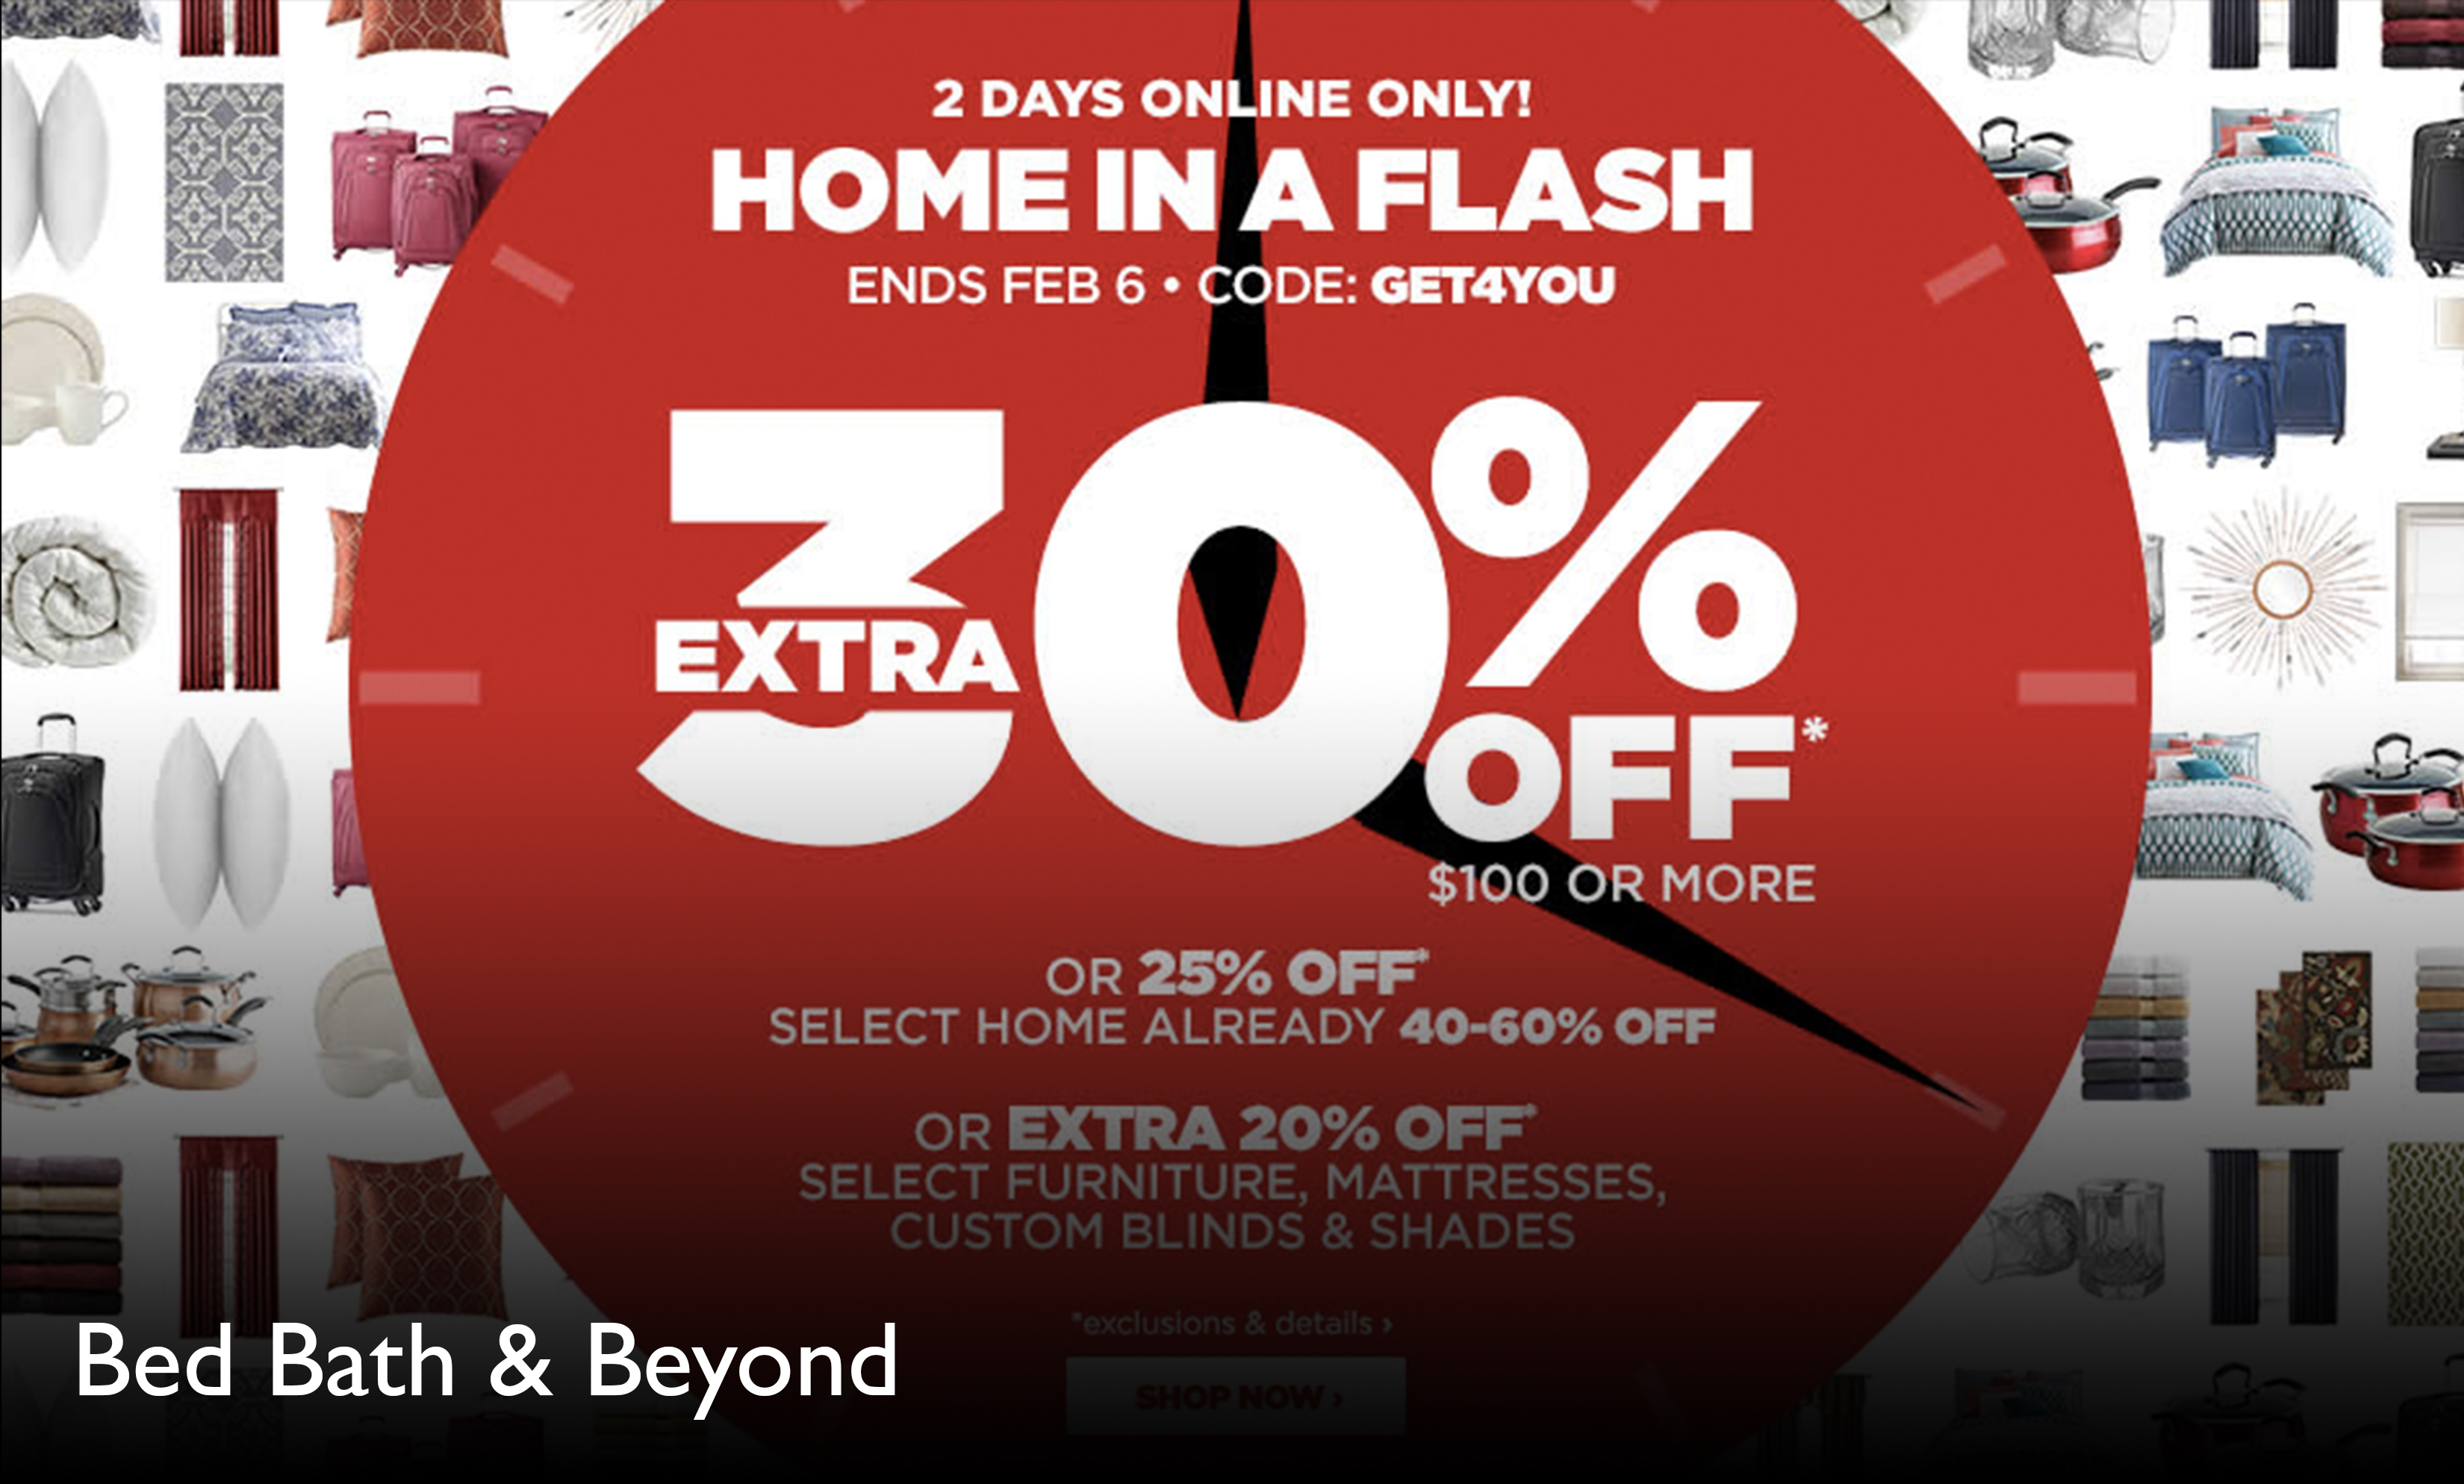 2 DAYS ONLINE ONLY!
HOME IN A FLASH
ENDS FEB 6 • CODE: GET4YOU
30%
EXTRA
OFF*
$100 OR MORE
OR 25% OFF*
SELECT HOME ALREADY 40-60% OFF
OR EXTRA 20% OFF*
SELECT FURNITURE, MATTRESSES,
CUSTOM BLINDS & SHADES
*exclusions & details ›
Bed Bath & Beyond
SHOP NOW ›